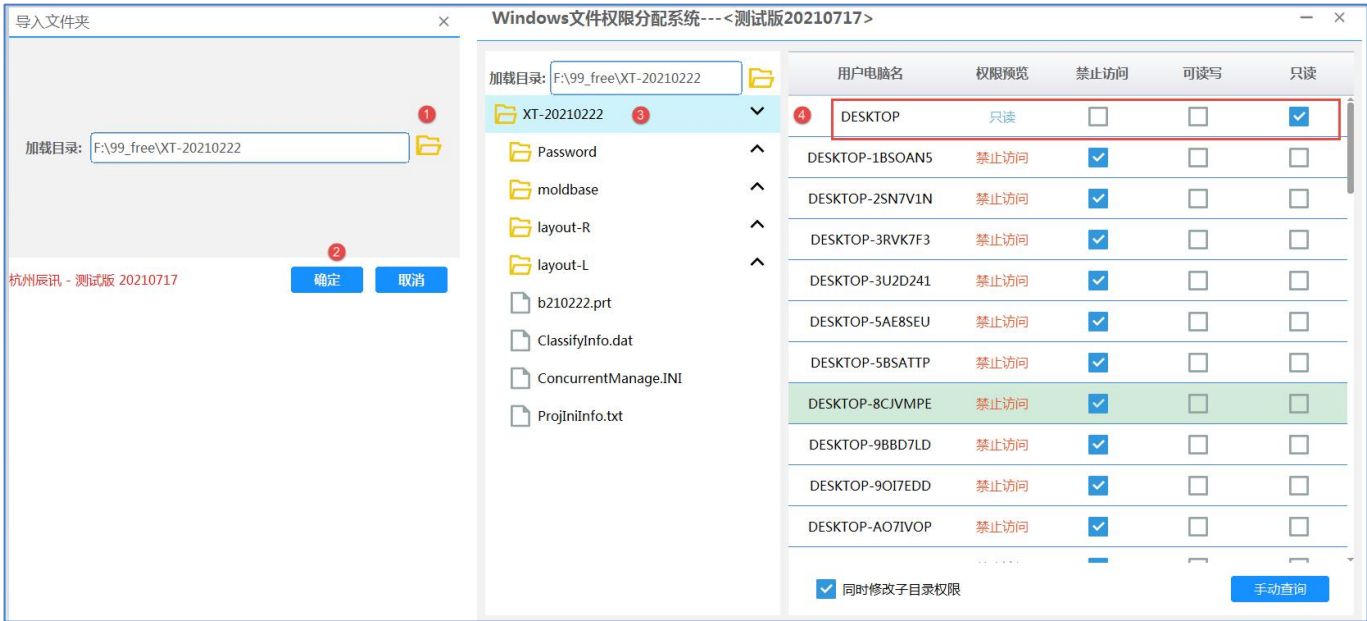 导入文件夹
1
加载目录: F:\99_free\XT-20210222
2
杭州辰讯 - 测试版 20210717
确定 取消
Windows文件权限分配系统---<测试版20210717>
加载目录: F:\99_free\XT-20210222
XT-20210222 3
Password
moldbase
layout-R
layout-L
b210222.prt
ClassifyInfo.dat
ConcurrentManage.INI
ProjIniInfo.txt
用户电脑名 权限预览 禁止访问 可读写 只读
4 DESKTOP 只读
DESKTOP-1BSOAN5 禁止访问
DESKTOP-2SN7V1N 禁止访问
DESKTOP-3RVK7F3 禁止访问
DESKTOP-3U2D241 禁止访问
DESKTOP-5AE8SEU 禁止访问
DESKTOP-5BSATTP 禁止访问
DESKTOP-8CJVMPE 禁止访问
DESKTOP-9BBD7LD 禁止访问
DESKTOP-9OI7EDD 禁止访问
DESKTOP-AO7IVOP 禁止访问
同时修改子目录权限 手动查询